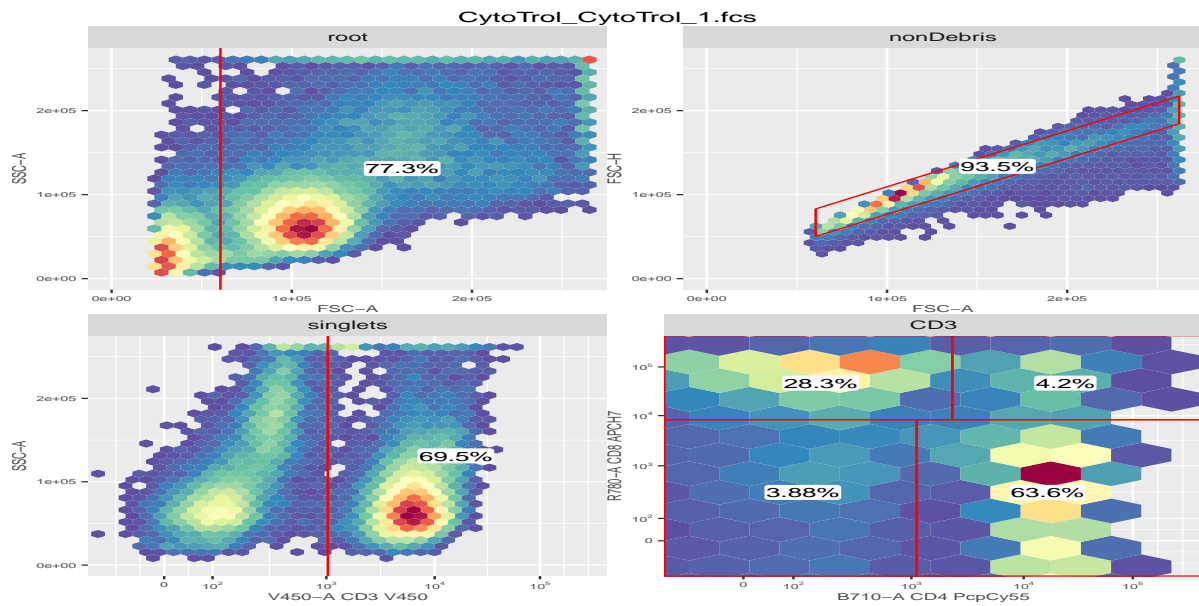 CytoTrol_CytoTrol_1.fcs
root
nonDebris
SSC−A
2e+05
1e+05
0e+00
77.3%
0e+00 1e+05 2e+05
FSC−A
FSC−H
2e+05
1e+05
0e+00
93.5%
0e+00 1e+05 2e+05
FSC−A
singlets
CD3
SSC−A
2e+05
1e+05
0e+00
69.5%
0 10² 10³ 10⁴ 10⁵
V450−A CD3 V450
R780−A CD8 APCH7
10⁵
10⁴
10³
10²
0
28.3% 4.2%
3.88% 63.6%
0 10² 10³ 10⁴ 10⁵
B710−A CD4 PcpCy55